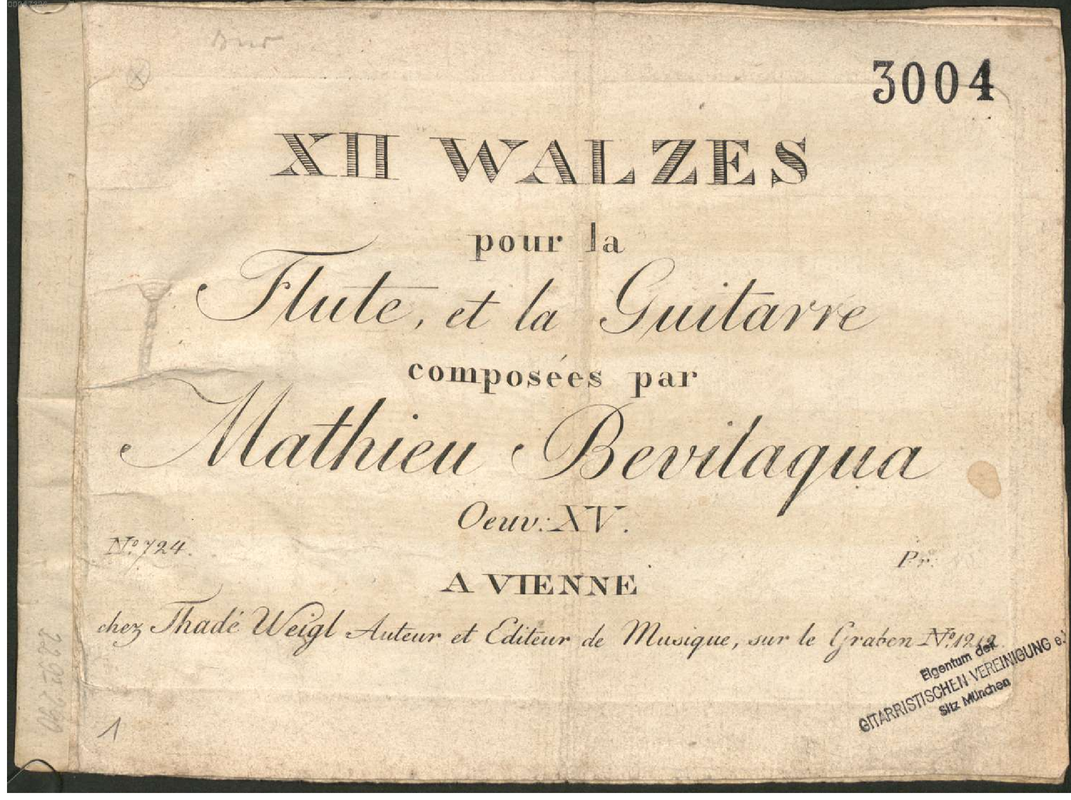 3004
XII WALZES
pour la
Flute, et la Guitarre
composées par
Mathieu Bevilaqua
Oeuv: XV.
No. 724.
Pr.
A VIENNE
chez Thadé Weigl Auteur et Editeur de Musique, sur le Graben No. 1212.
Eigentum der
GITARRISTISCHEN VEREINIGUNG e.
Sitz München
1